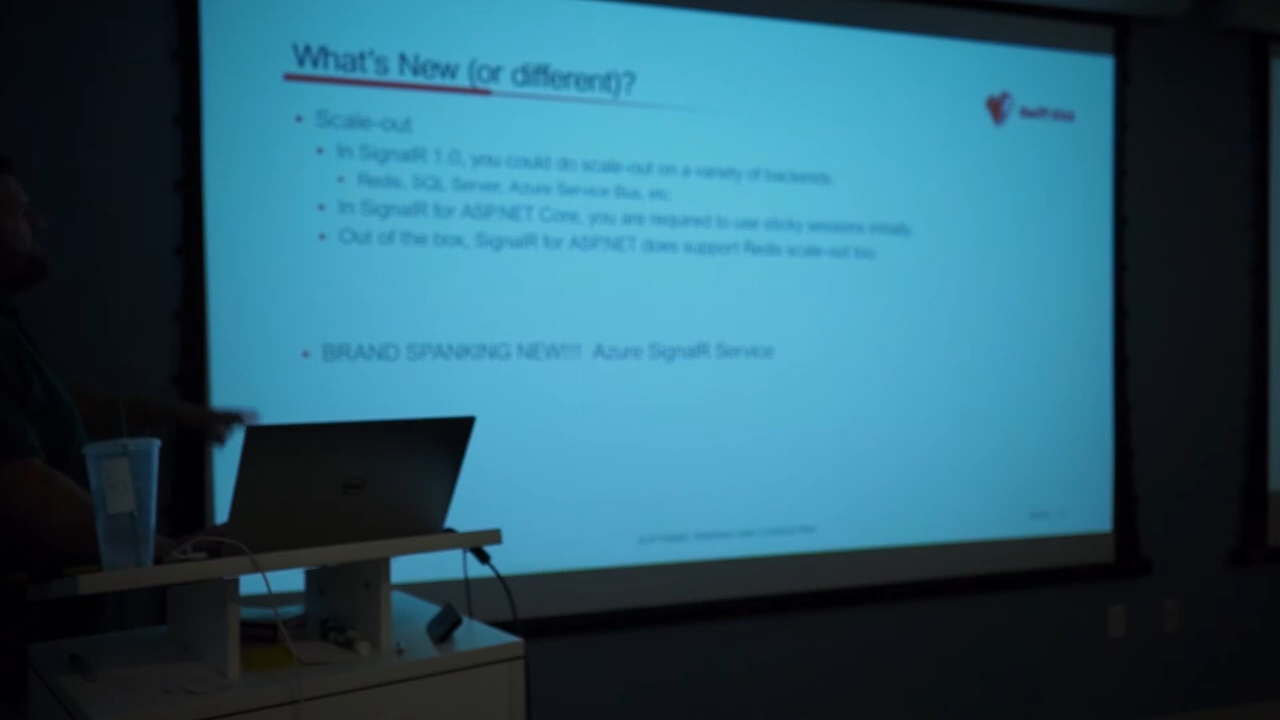 What's New (or different)?
Scale-out
In SignalR 1.0, you could do scale-out on a variety of backends
Redis, SQL Server, Azure Service Bus, etc
In SignalR for ASP.NET Core, you are required to use sticky sessions initially
Out of the box, SignalR for ASP.NET does support Redis scale-out too
BRAND SPANKING NEW!!! Azure SignalR Service
DELL